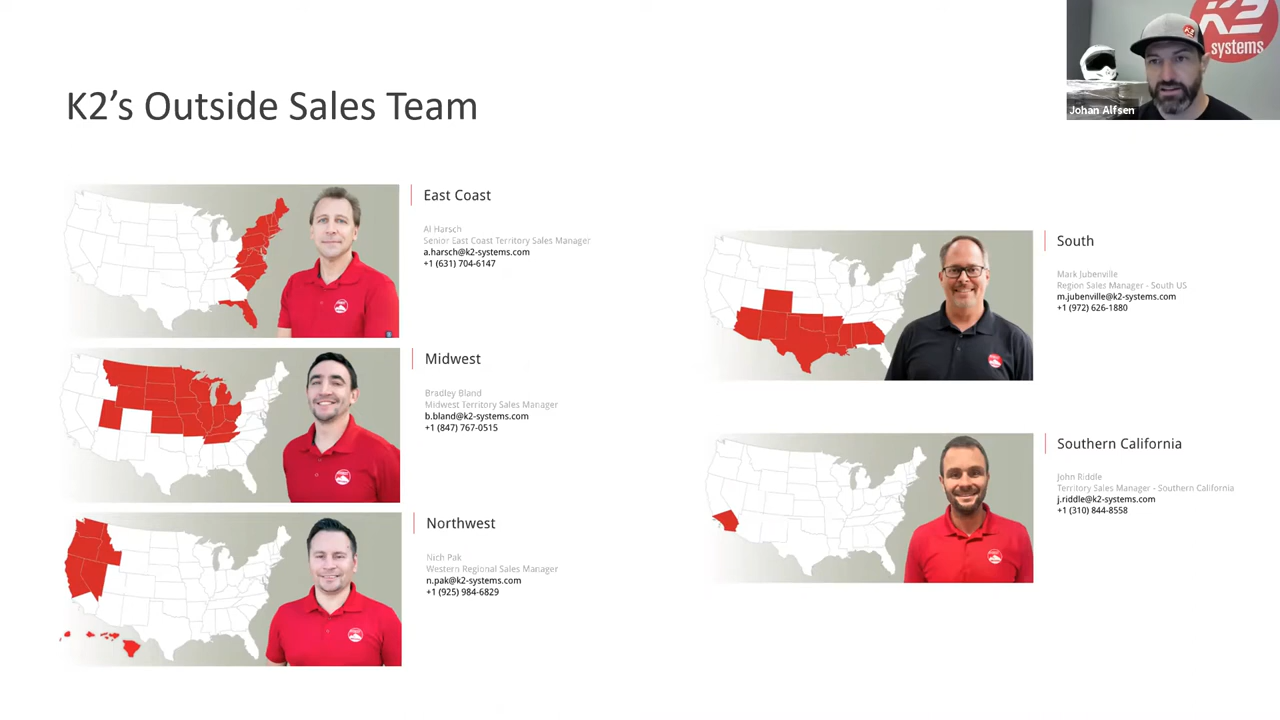 K2
systems
Johan Alfsen
K2's Outside Sales Team
East Coast
Al Harsch
Senior East Coast Territory Sales Manager
a.harsch@k2-systems.com
+1 (631) 704-6147
Midwest
Bradley Bland
Midwest Territory Sales Manager
b.bland@k2-systems.com
+1 (847) 767-0515
Northwest
Nich Pak
Western Regional Sales Manager
n.pak@k2-systems.com
+1 (925) 984-6829
South
Mark Jubenville
Region Sales Manager - South US
m.jubenville@k2-systems.com
+1 (972) 626-1880
Southern California
John Riddle
Territory Sales Manager - Southern California
j.riddle@k2-systems.com
+1 (310) 844-8558